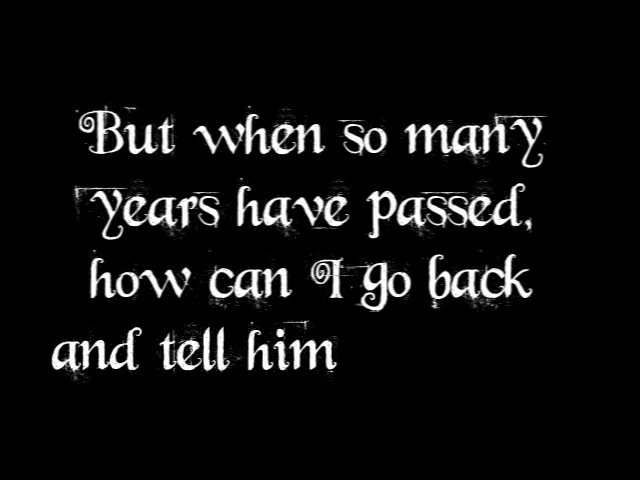 But when so many
years have passed,
how can I go back
and tell him